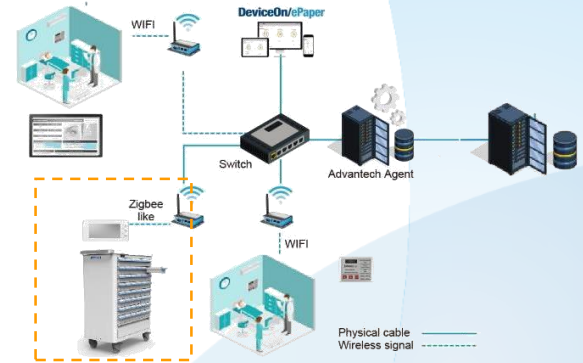 DeviceOn/ePaper
WIFI
Switch
Advantech Agent
Zigbee
like
WIFI
Physical cable
Wireless signal